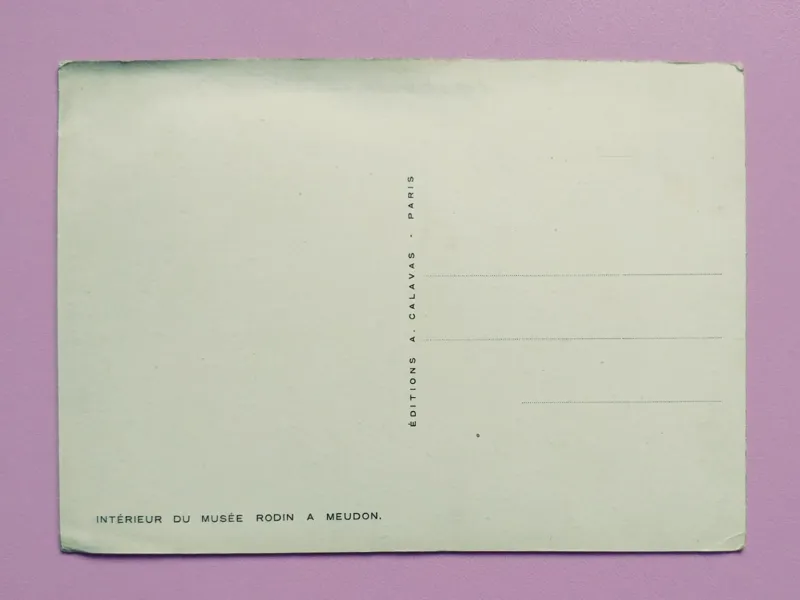 ÉDITIONS A. CALAVAS - PARIS
INTÉRIEUR DU MUSÉE RODIN A MEUDON.